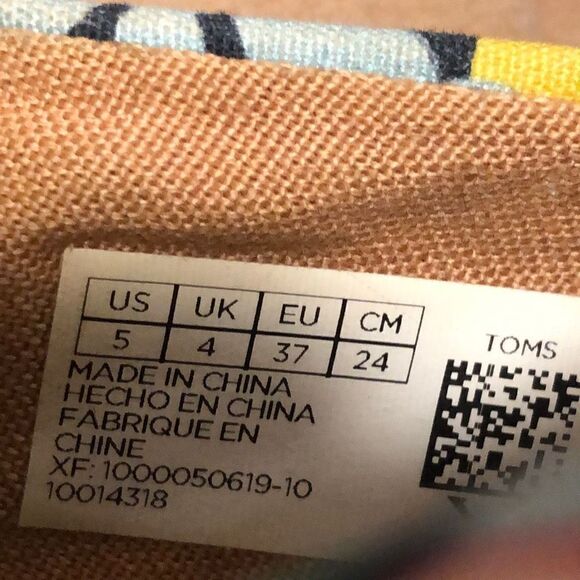 US UK EU CM
5 4 37 24
MADE IN CHINA
HECHO EN CHINA
FABRIQUE EN
CHINE
XF: 1000050619-10
10014318
TOMS